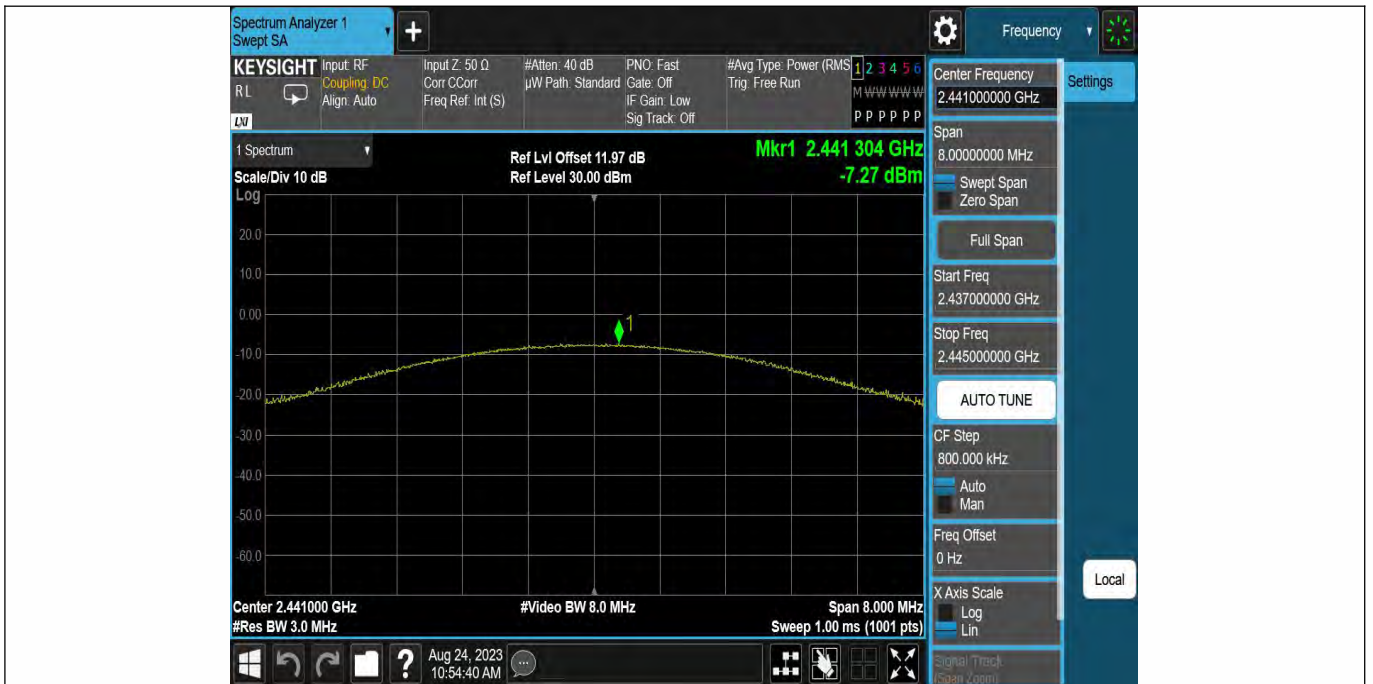 Spectrum Analyzer 1
Swept SA
+
Frequency
KEYSIGHT
RL
LXI
Input: RF
Coupling: DC
Align: Auto
Input Z: 50 Ω
Corr CCorr
Freq Ref: Int (S)
#Atten: 40 dB
µW Path: Standard
PNO: Fast
Gate: Off
IF Gain: Low
Sig Track: Off
#Avg Type: Power (RMS
Trig: Free Run
1 2 3 4 5 6
M W W W W W
P P P P P P
Center Frequency
2.441000000 GHz
Settings
Span
8.00000000 MHz
Swept Span
Zero Span
Full Span
Start Freq
2.437000000 GHz
Stop Freq
2.445000000 GHz
AUTO TUNE
CF Step
800.000 kHz
Auto
Man
Freq Offset
0 Hz
X Axis Scale
Log
Lin
Signal Track
(Span Zoom)
Local
1 Spectrum
Scale/Div 10 dB
Log
Ref Lvl Offset 11.97 dB
Ref Level 30.00 dBm
Mkr1 2.441 304 GHz
-7.27 dBm
20.0
10.0
0.00
-10.0
-20.0
-30.0
-40.0
-50.0
-60.0
1
Center 2.441000 GHz
#Res BW 3.0 MHz
#Video BW 8.0 MHz
Span 8.000 MHz
Sweep 1.00 ms (1001 pts)
?
Aug 24, 2023
10:54:40 AM